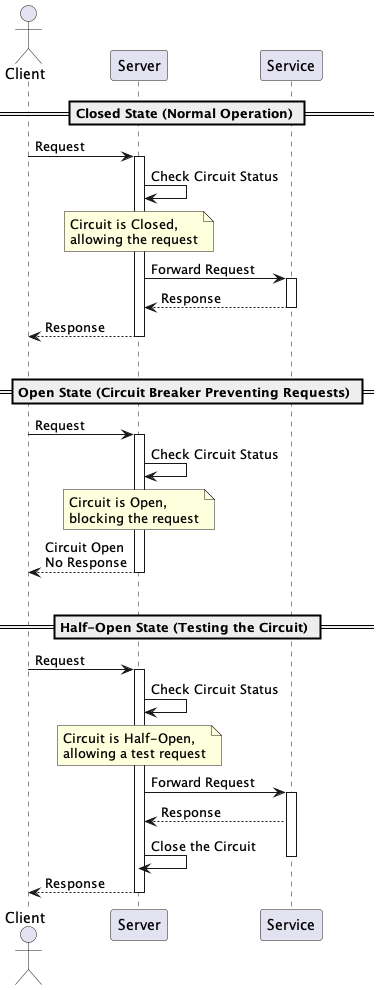 Client
Server
Service
Closed State (Normal Operation)
Request
Check Circuit Status
Circuit is Closed,
allowing the request
Forward Request
Response
Response
Open State (Circuit Breaker Preventing Requests)
Request
Check Circuit Status
Circuit is Open,
blocking the request
Circuit Open
No Response
Half-Open State (Testing the Circuit)
Request
Check Circuit Status
Circuit is Half-Open,
allowing a test request
Forward Request
Response
Close the Circuit
Response
Client
Server
Service